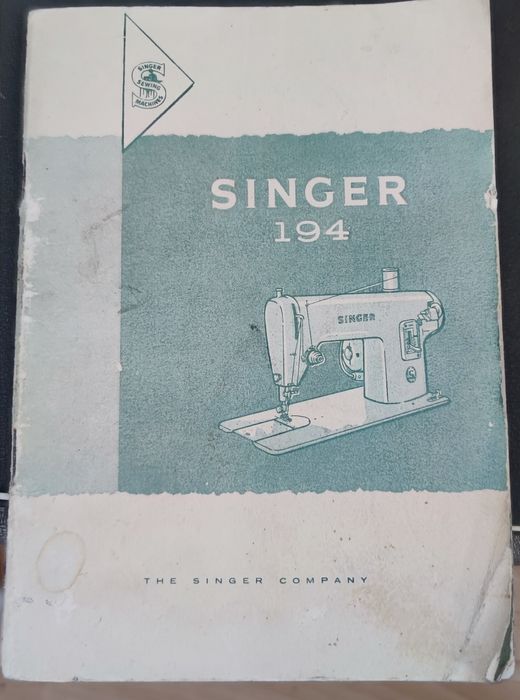 SINGER
SEWING
MACHINES
SINGER
194
SINGER
THE SINGER COMPANY